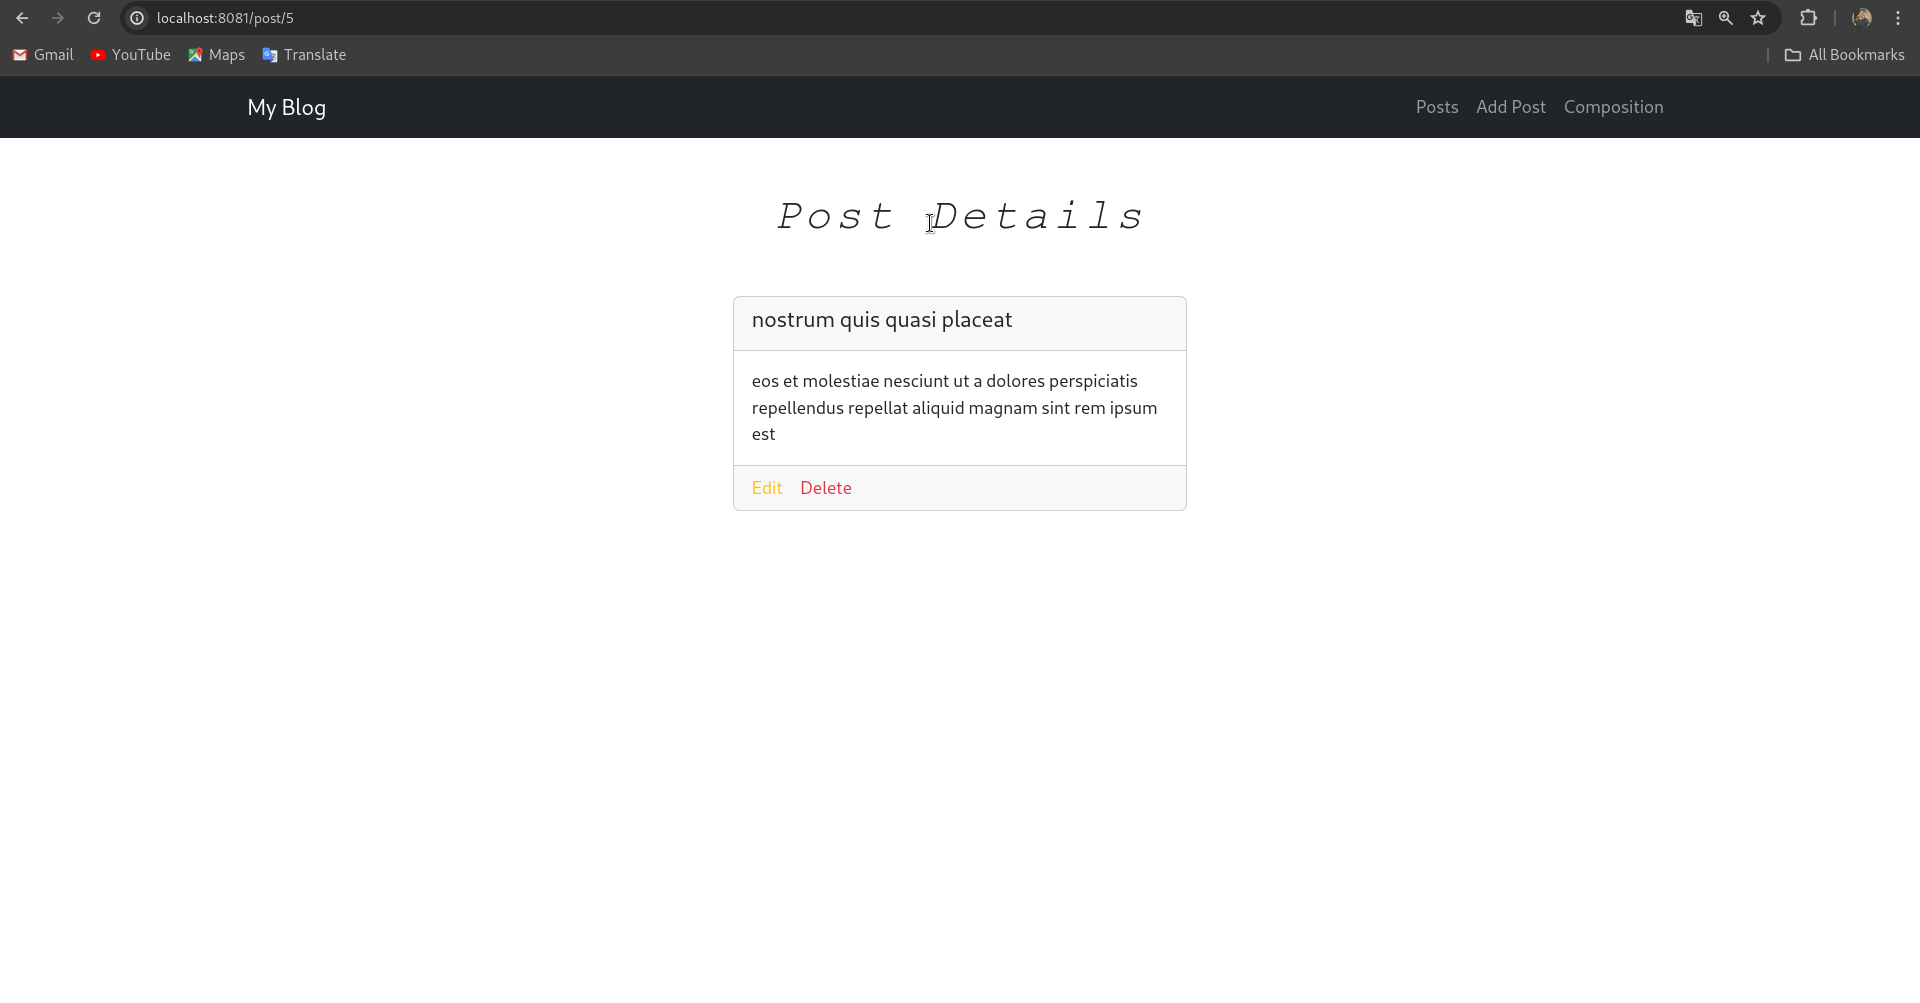 localhost:8081/post/5
Gmail YouTube Maps Translate All Bookmarks
My Blog Posts Add Post Composition
Post Details
nostrum quis quasi placeat
eos et molestiae nesciunt ut a dolores perspiciatis
repellendus repellat aliquid magnam sint rem ipsum
est
Edit Delete